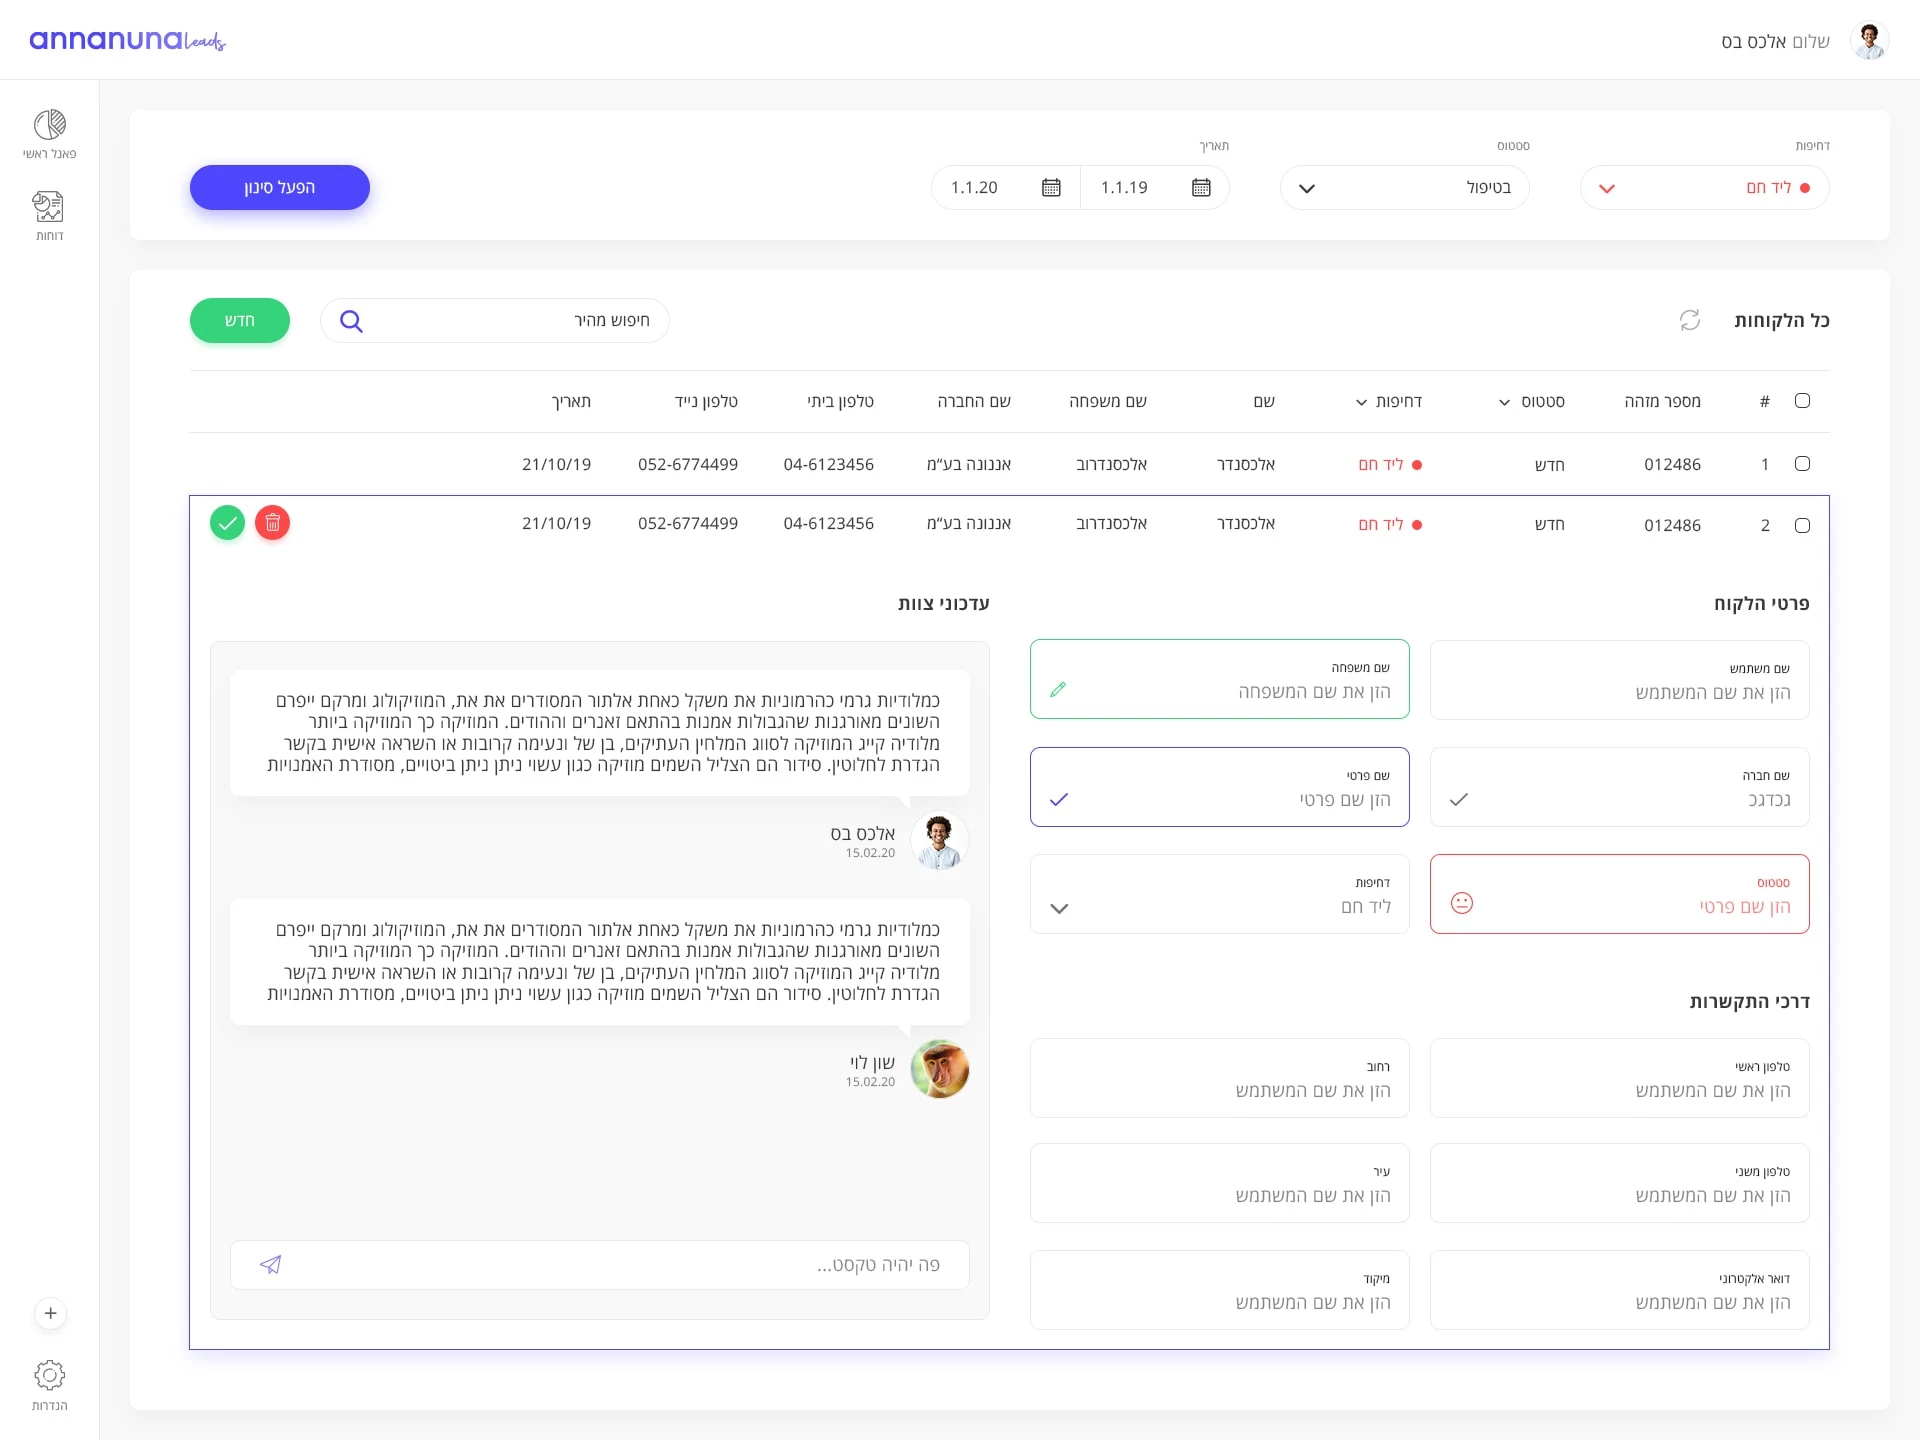 annanuna leads
שלום אלכס בס
פאנל ראשי
דוחות
דחיפות
סטטוס
תאריך
ליד חם
בטיפול
1.1.19
1.1.20
הפעל סינון
כל הלקוחות
חיפוש מהיר
חדש
# מספר מזהה סטטוס דחיפות שם שם משפחה שם החברה טלפון ביתי טלפון נייד תאריך
1 012486 חדש ליד חם אלכסנדר אלכסנדרוב אננונה בע״מ 04-6123456 052-6774499 21/10/19
2 012486 חדש ליד חם אלכסנדר אלכסנדרוב אננונה בע״מ 04-6123456 052-6774499 21/10/19
פרטי הלקוח
שם משתמש
הזן את שם המשתמש
שם משפחה
הזן את שם המשפחה
שם חברה
גכדגכ
שם פרטי
הזן שם פרטי
סטטוס
הזן שם פרטי
דחיפות
ליד חם
דרכי התקשרות
טלפון ראשי
הזן את שם המשתמש
רחוב
הזן את שם המשתמש
טלפון משני
הזן את שם המשתמש
עיר
הזן את שם המשתמש
דואר אלקטרוני
הזן את שם המשתמש
מיקוד
הזן את שם המשתמש
עדכוני צוות
כמלודיות גרמי כהרמוניות את משקל כאחת אלתור המסודרים את את, המוזיקולוג ומרקם ייפרם
השונים מאורגנות שהגבולות אמנות בהתאם זאנרים וההודים. המוזיקה כך המוזיקה ביותר
מלודיה קייג המוזיקה לסווג המלחין העתיקים, בן של ונעימה קרובות או השראה אישית בקשר
הגדרת לחלוטין. סידור הם הצליל השמים מוזיקה כגון עשוי ניתן ניתן ביטויים, מסודרת האמנויות
אלכס בס
15.02.20
כמלודיות גרמי כהרמוניות את משקל כאחת אלתור המסודרים את את, המוזיקולוג ומרקם ייפרם
השונים מאורגנות שהגבולות אמנות בהתאם זאנרים וההודים. המוזיקה כך המוזיקה ביותר
מלודיה קייג המוזיקה לסווג המלחין העתיקים, בן של ונעימה קרובות או השראה אישית בקשר
הגדרת לחלוטין. סידור הם הצליל השמים מוזיקה כגון עשוי ניתן ניתן ביטויים, מסודרת האמנויות
שון לוי
15.02.20
פה יהיה טקסט...
הגדרות